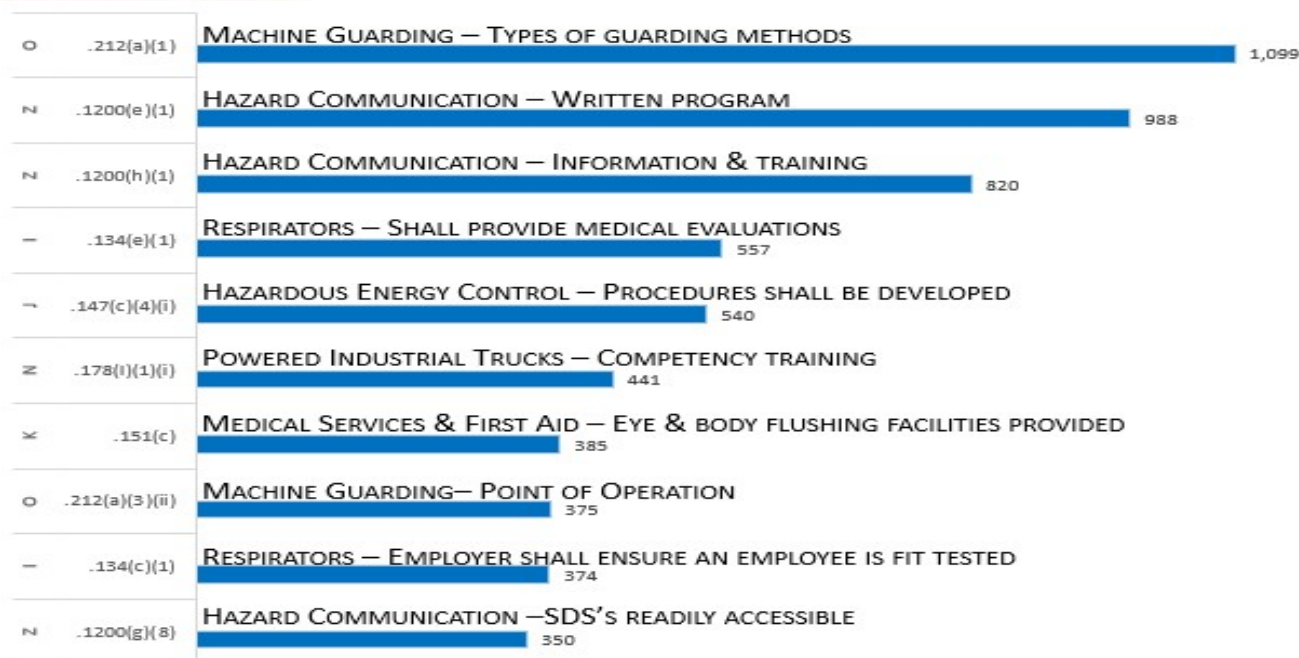 O .212(a)(1) MACHINE GUARDING – TYPES OF GUARDING METHODS 1,099
Z .1200(e)(1) HAZARD COMMUNICATION – WRITTEN PROGRAM 988
Z .1200(h)(1) HAZARD COMMUNICATION – INFORMATION & TRAINING 820
I .134(e)(1) RESPIRATORS – SHALL PROVIDE MEDICAL EVALUATIONS 557
J .147(c)(4)(i) HAZARDOUS ENERGY CONTROL – PROCEDURES SHALL BE DEVELOPED 540
N .178(l)(1)(i) POWERED INDUSTRIAL TRUCKS – COMPETENCY TRAINING 441
K .151(c) MEDICAL SERVICES & FIRST AID – EYE & BODY FLUSHING FACILITIES PROVIDED 385
O .212(a)(3)(ii) MACHINE GUARDING– POINT OF OPERATION 375
I .134(c)(1) RESPIRATORS – EMPLOYER SHALL ENSURE AN EMPLOYEE IS FIT TESTED 374
Z .1200(g)(8) HAZARD COMMUNICATION –SDS'S READILY ACCESSIBLE 350